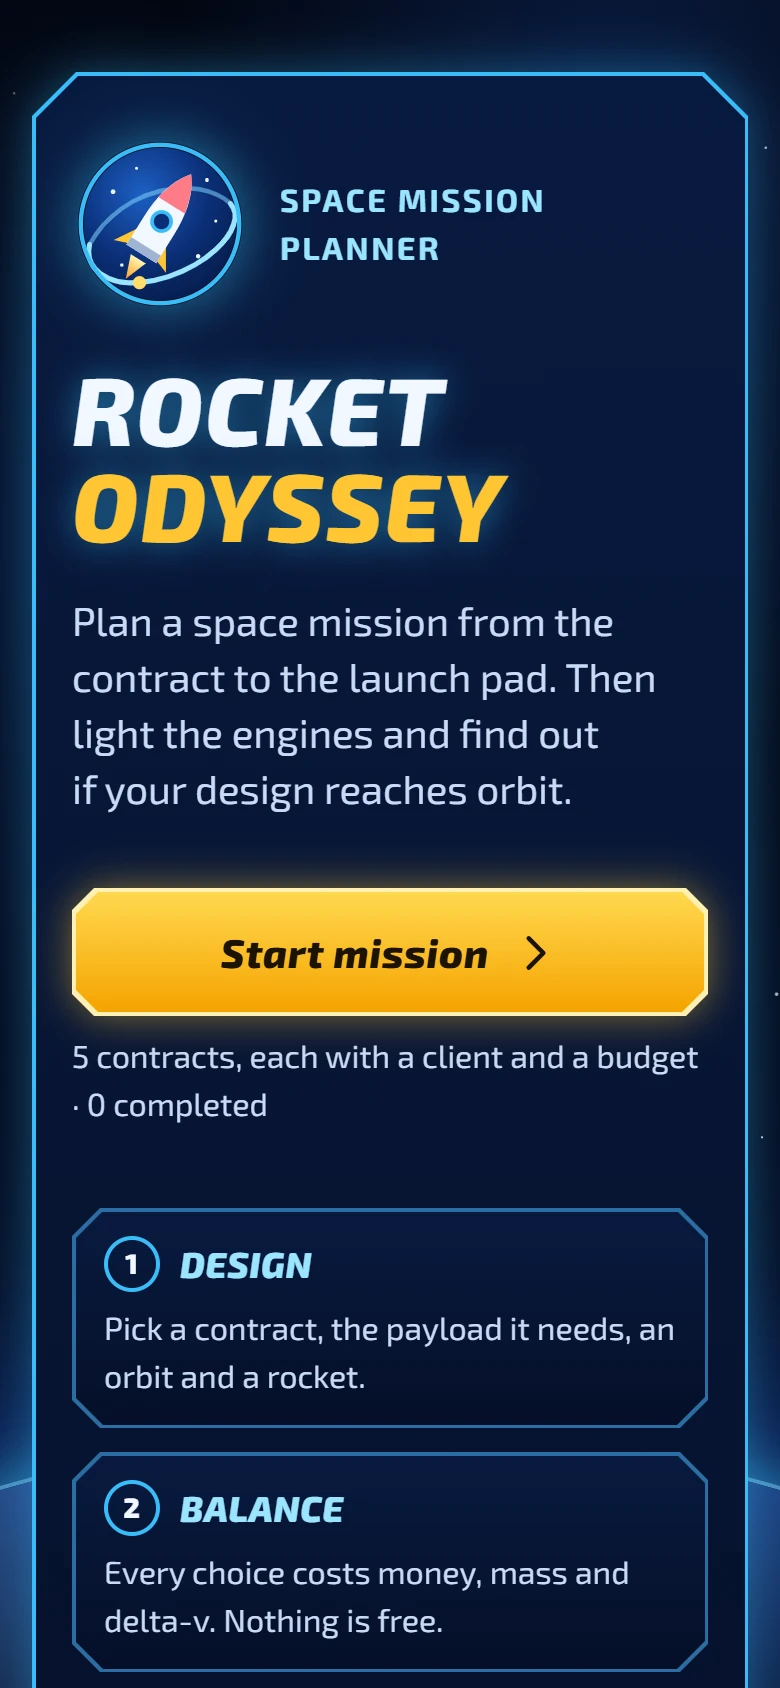 SPACE MISSION
PLANNER
ROCKET
ODYSSEY
Plan a space mission from the
contract to the launch pad. Then
light the engines and find out
if your design reaches orbit.
Start mission
5 contracts, each with a client and a budget
· 0 completed
1 DESIGN
Pick a contract, the payload it needs, an
orbit and a rocket.
2 BALANCE
Every choice costs money, mass and
delta-v. Nothing is free.